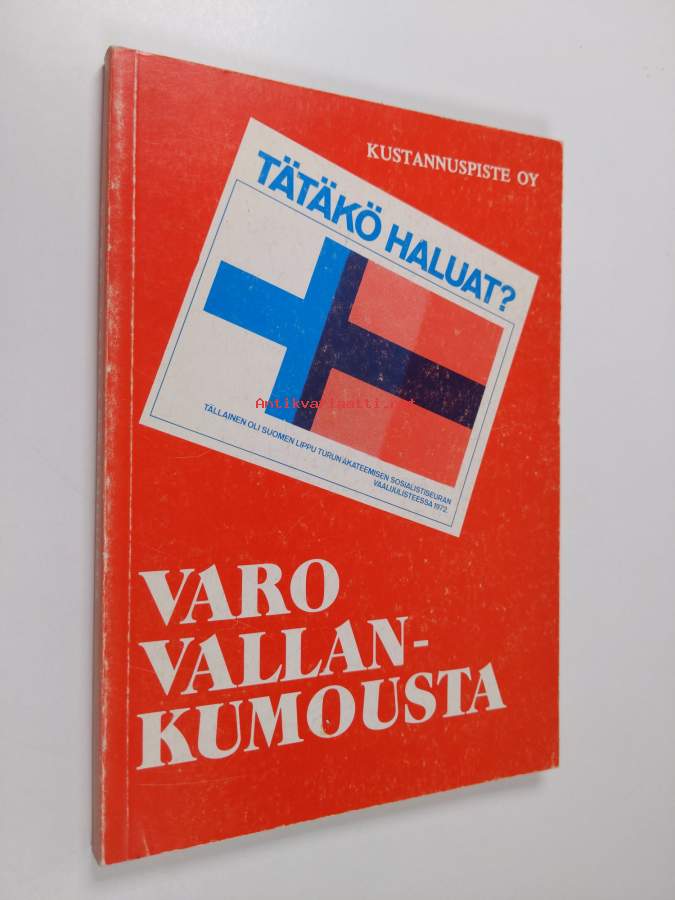 KUSTANNUSPISTE OY
TÄTÄKÖ HALUAT?
Antikvariaatti.net
TÄLLAINEN OLI SUOMEN LIPPU TURUN AKATEEMISEN SOSIALISTISEURAN
VAALIJULISTEESSA 1972.
VARO
VALLAN-
KUMOUSTA